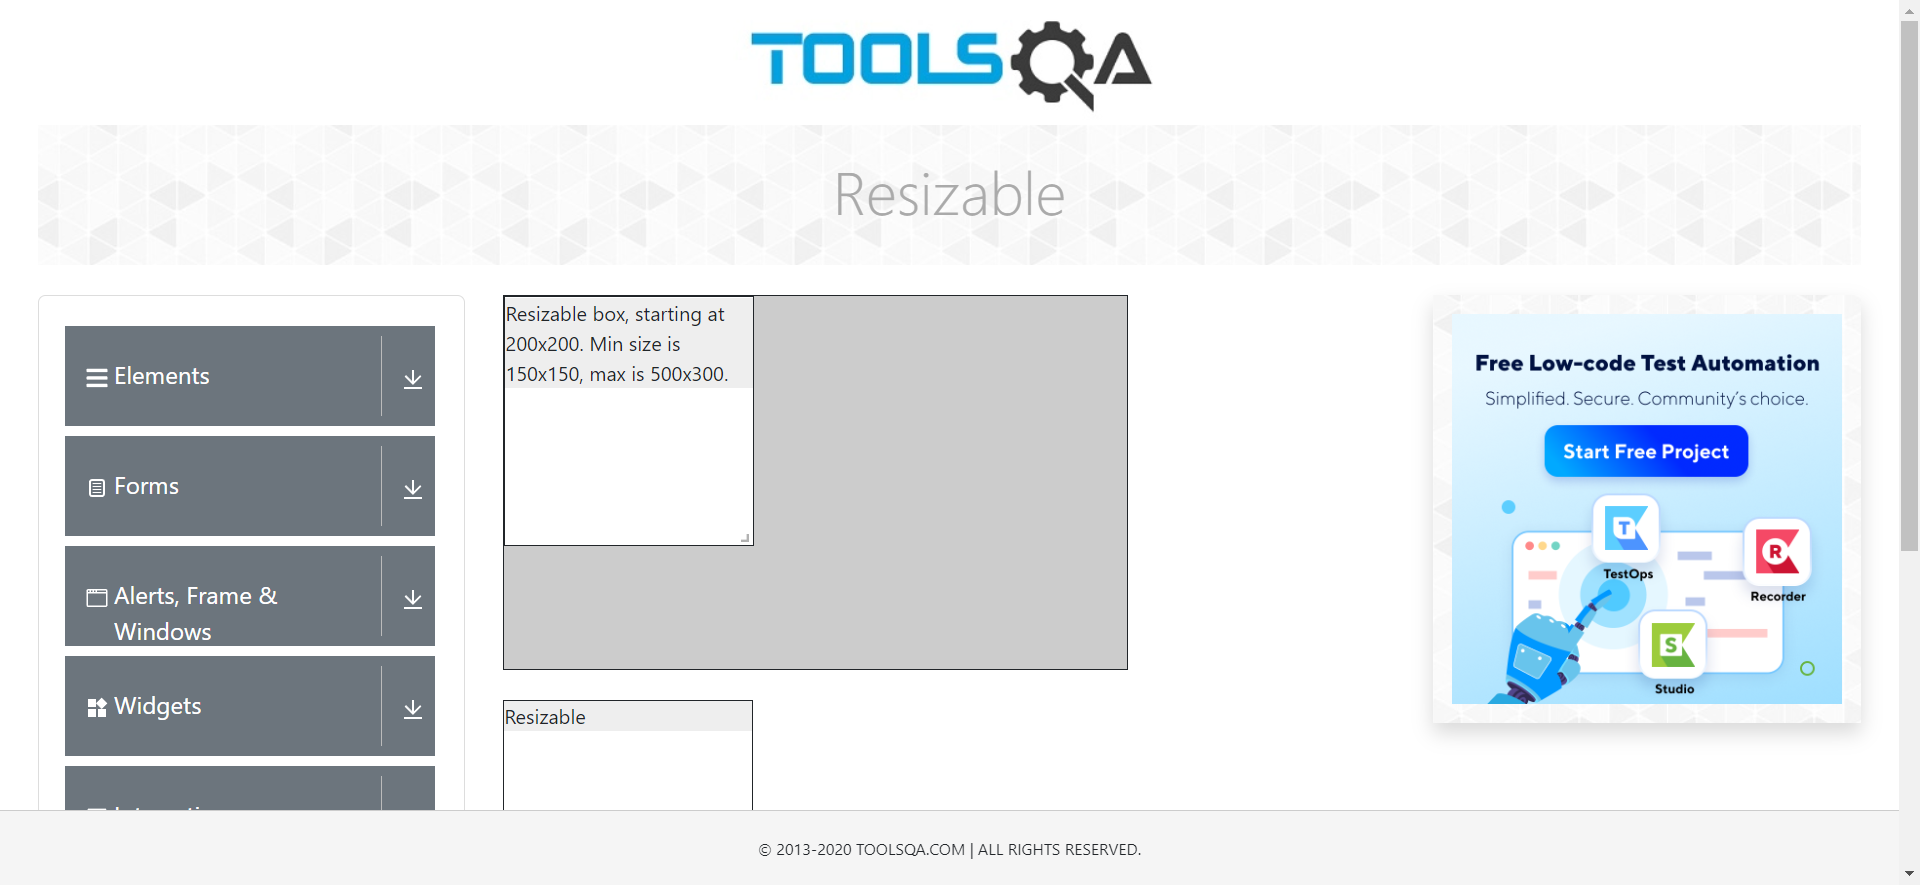 TOOLSQA
Resizable
Elements
Forms
Alerts, Frame &
Windows
Widgets
Resizable box, starting at
200x200. Min size is
150x150, max is 500x300.
Resizable
Free Low-code Test Automation
Simplified. Secure. Community's choice.
Start Free Project
T
TestOps
R
Recorder
S
Studio
© 2013-2020 TOOLSQA.COM | ALL RIGHTS RESERVED.